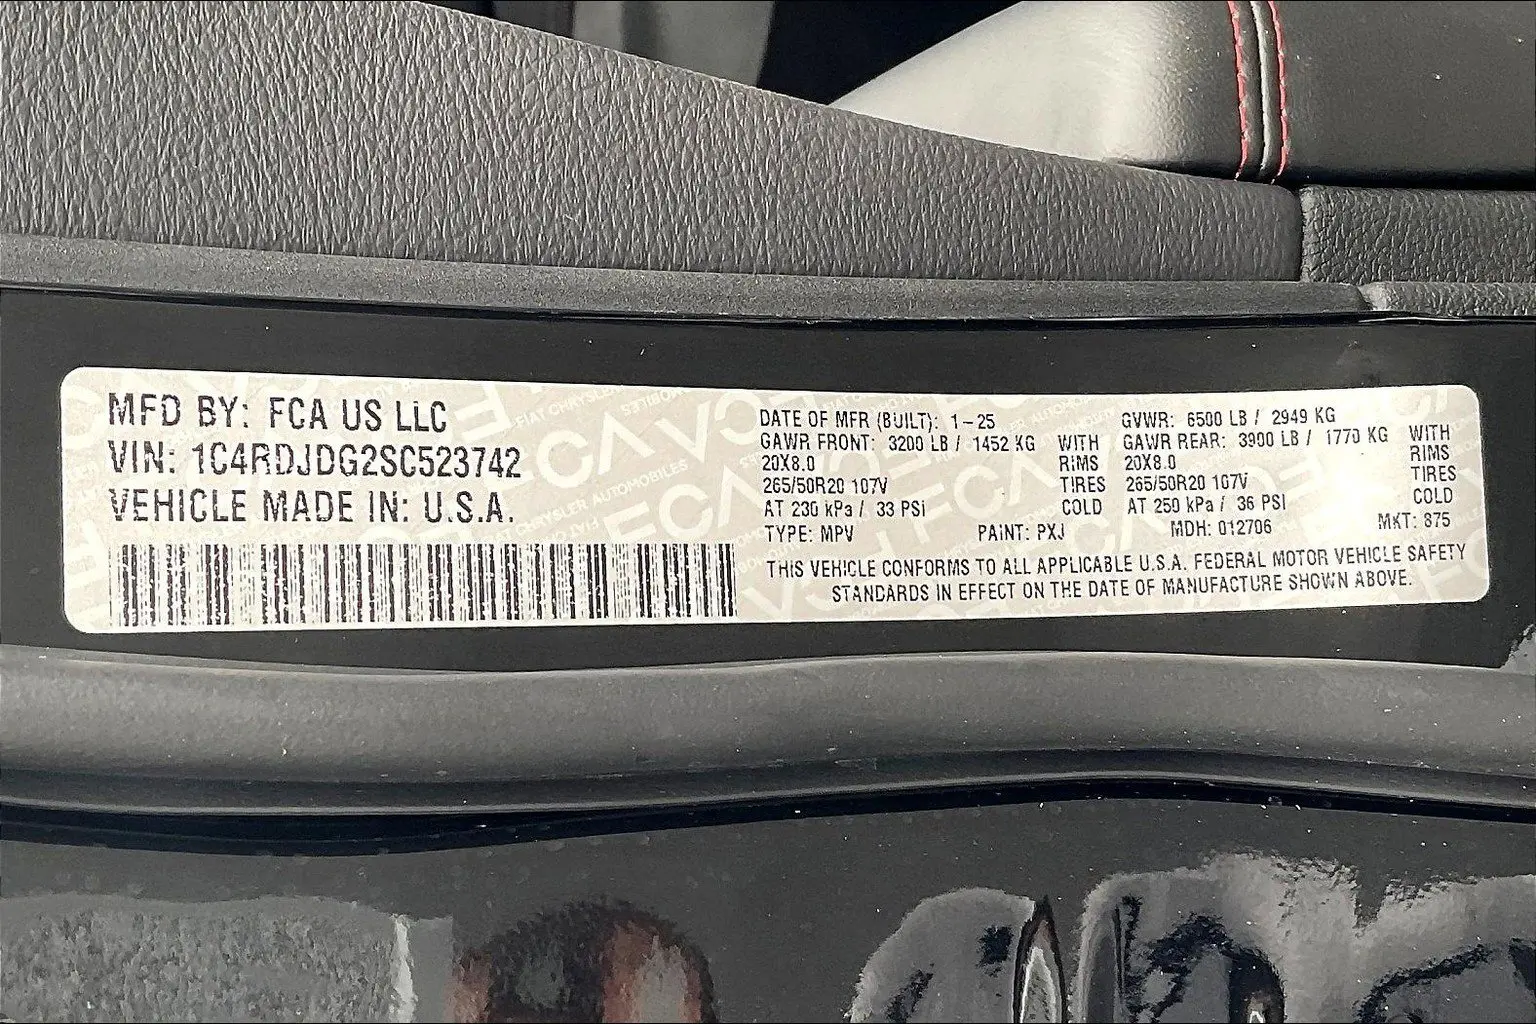 MFD BY: FCA US LLC
VIN: 1C4RDJDG2SC523742
VEHICLE MADE IN: U.S.A.
DATE OF MFR (BUILT): 1-25
GAWR FRONT: 3200 LB / 1452 KG WITH
20X8.0 RIMS
265/50R20 107V TIRES
AT 230 kPa / 33 PSI COLD
TYPE: MPV PAINT: PXJ
GVWR: 6500 LB / 2949 KG
GAWR REAR: 3900 LB / 1770 KG WITH
20X8.0 RIMS
265/50R20 107V TIRES
AT 250 kPa / 36 PSI COLD
MDH: 012706 MKT: 875
THIS VEHICLE CONFORMS TO ALL APPLICABLE U.S.A. FEDERAL MOTOR VEHICLE SAFETY
STANDARDS IN EFFECT ON THE DATE OF MANUFACTURE SHOWN ABOVE.